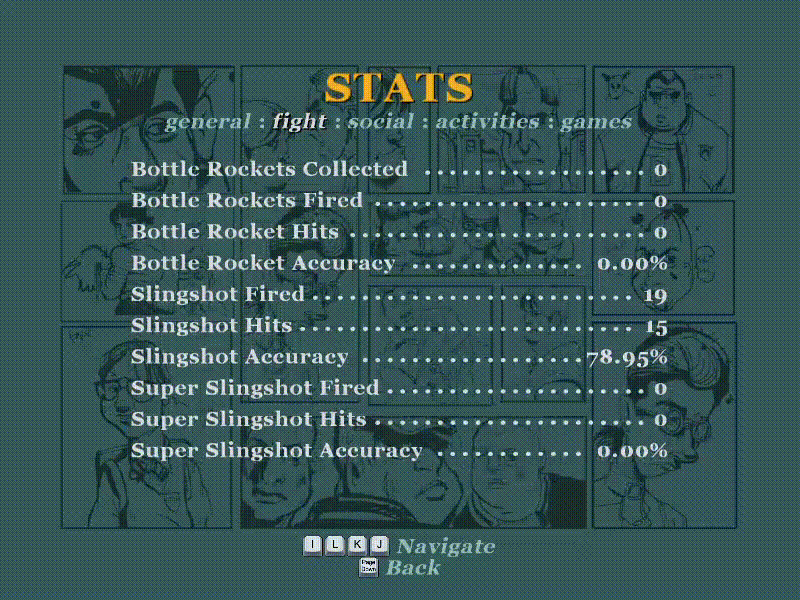 STATS
general : fight : social : activities : games
Bottle Rockets Collected .................. 0
Bottle Rockets Fired ...................... 0
Bottle Rocket Hits ........................ 0
Bottle Rocket Accuracy ............. 0.00%
Slingshot Fired ........................ 19
Slingshot Hits ......................... 15
Slingshot Accuracy ................. 78.95%
Super Slingshot Fired ..................... 0
Super Slingshot Hits ...................... 0
Super Slingshot Accuracy ........... 0.00%
I L K J Navigate
Page Down Back